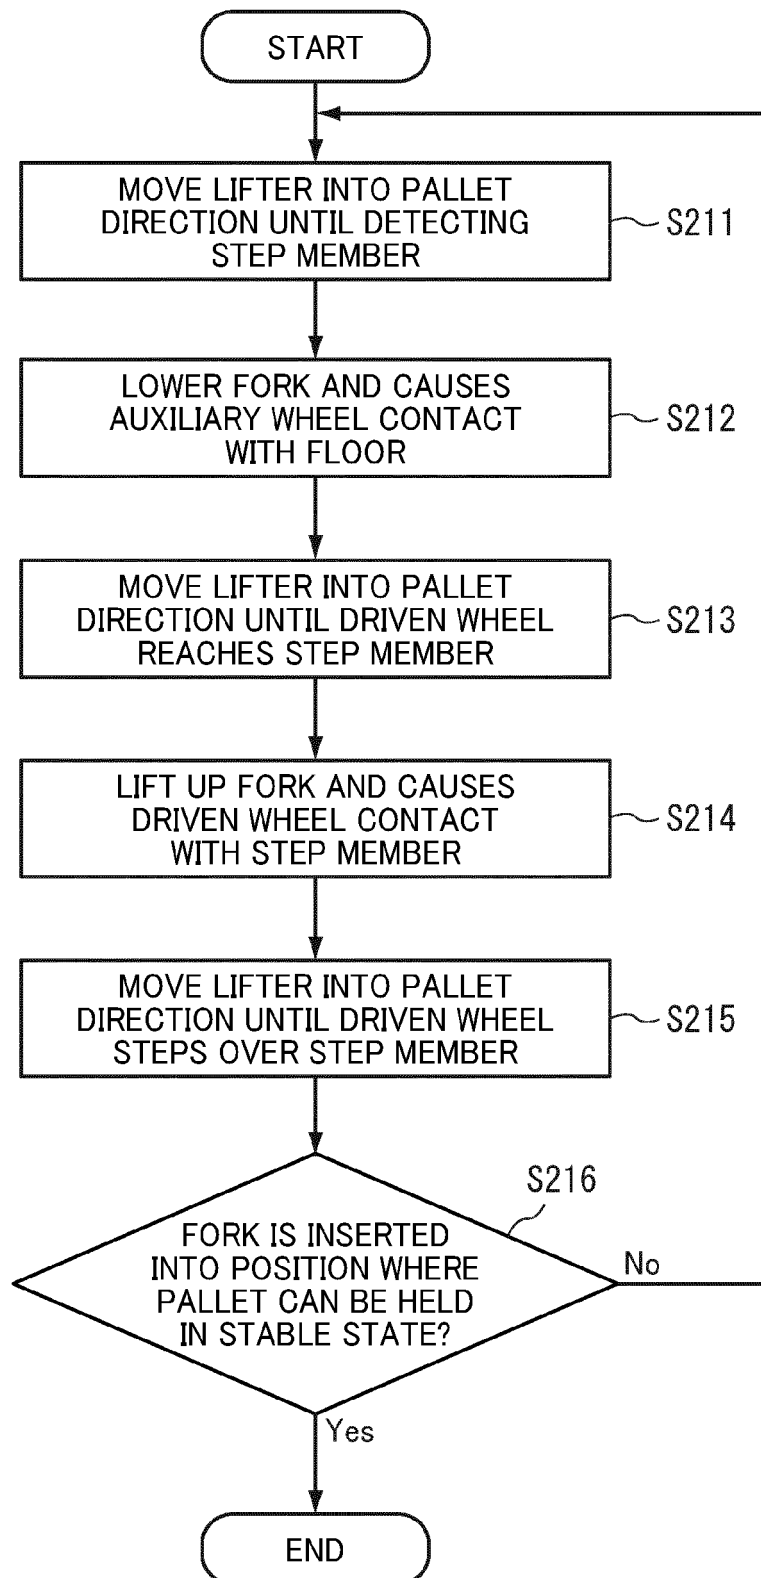 START
MOVE LIFTER INTO PALLET
DIRECTION UNTIL DETECTING
STEP MEMBER
S211
LOWER FORK AND CAUSES
AUXILIARY WHEEL CONTACT
WITH FLOOR
S212
MOVE LIFTER INTO PALLET
DIRECTION UNTIL DRIVEN WHEEL
REACHES STEP MEMBER
S213
LIFT UP FORK AND CAUSES
DRIVEN WHEEL CONTACT
WITH STEP MEMBER
S214
MOVE LIFTER INTO PALLET
DIRECTION UNTIL DRIVEN WHEEL
STEPS OVER STEP MEMBER
S215
S216
FORK IS INSERTED
INTO POSITION WHERE
PALLET CAN BE HELD
IN STABLE STATE?
No
Yes
END